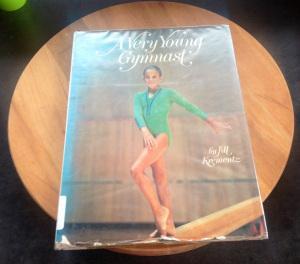 A Very Young
Gymnast
by Jill
Krementz